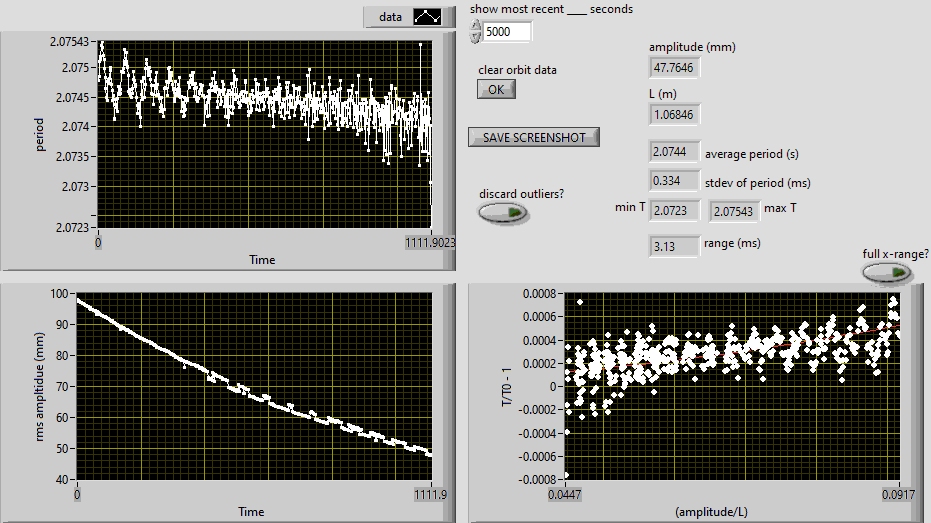 data
2.07543
2.075
2.0745
2.074
2.0735
2.073
2.0723
period
0
1111.9023
Time
show most recent ____ seconds
5000
clear orbit data
OK
SAVE SCREENSHOT
discard outliers?
amplitude (mm)
47.7646
L (m)
1.06846
2.0744 average period (s)
0.334 stdev of period (ms)
min T 2.0723 2.07543 max T
3.13 range (ms)
full x-range?
100
90
80
70
60
50
40
rms ampltidue (mm)
0
1111.9
Time
0.0008
0.0006
0.0004
0.0002
0
-0.0002
-0.0004
-0.0006
-0.0008
T/T0 - 1
0.0447
0.0917
(amplitude/L)